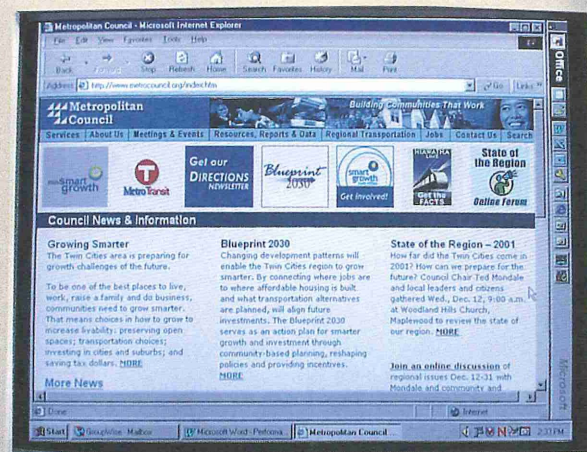 Metropolitan Council - Microsoft Internet Explorer
File Edit View Favorites Tools Help
Back Stop Refresh Home Search Favorites History Mail Print
Address http://www.metrocouncil.org/index.htm Go Links »
Metropolitan Council
Building Communities That Work
Services About Us Meetings & Events Resources, Reports & Data Regional Transportation Jobs Contact Us Search
smart growth
T
MetroTransit
Get our
DIRECTIONS
NEWSLETTER
Blueprint
2030
smart growth
Get Involved!
HIAWATHA
Get the
FACTS
State of
the Region
Online Forum
Council News & Information
Growing Smarter
The Twin Cities area is preparing for
growth challenges of the future.
To be one of the best places to live,
work, raise a family and do business,
communities need to grow smarter.
That means choices in how to grow to
increase livability: preserving open
spaces; transportation choices;
investing in cities and suburbs; and
saving tax dollars. MORE
More News
Blueprint 2030
Changing development patterns will
enable the Twin Cities region to grow
smarter. By connecting where jobs are
to where affordable housing is built
and what transportation alternatives
are planned, will align future
investments. The Blueprint 2030
serves as an action plan for smarter
growth and investment through
community-based planning, reshaping
policies and providing incentives.
MORE
State of the Region – 2001
How far did the Twin Cities come in
2001? How can we prepare for the
future? Council Chair Ted Mondale
and local leaders and citizens
gathered Wed., Dec. 12, 9:00 a.m.
at Woodland Hills Church,
Maplewood to review the state of
our region. MORE
Join an online discussion of
regional issues Dec. 12-31 with
Mondale and community and
Done Internet
Start GroupWise - Mailbox Microsoft Word - Performa... Metropolitan Council... 2:33 PM
Office
Microsoft